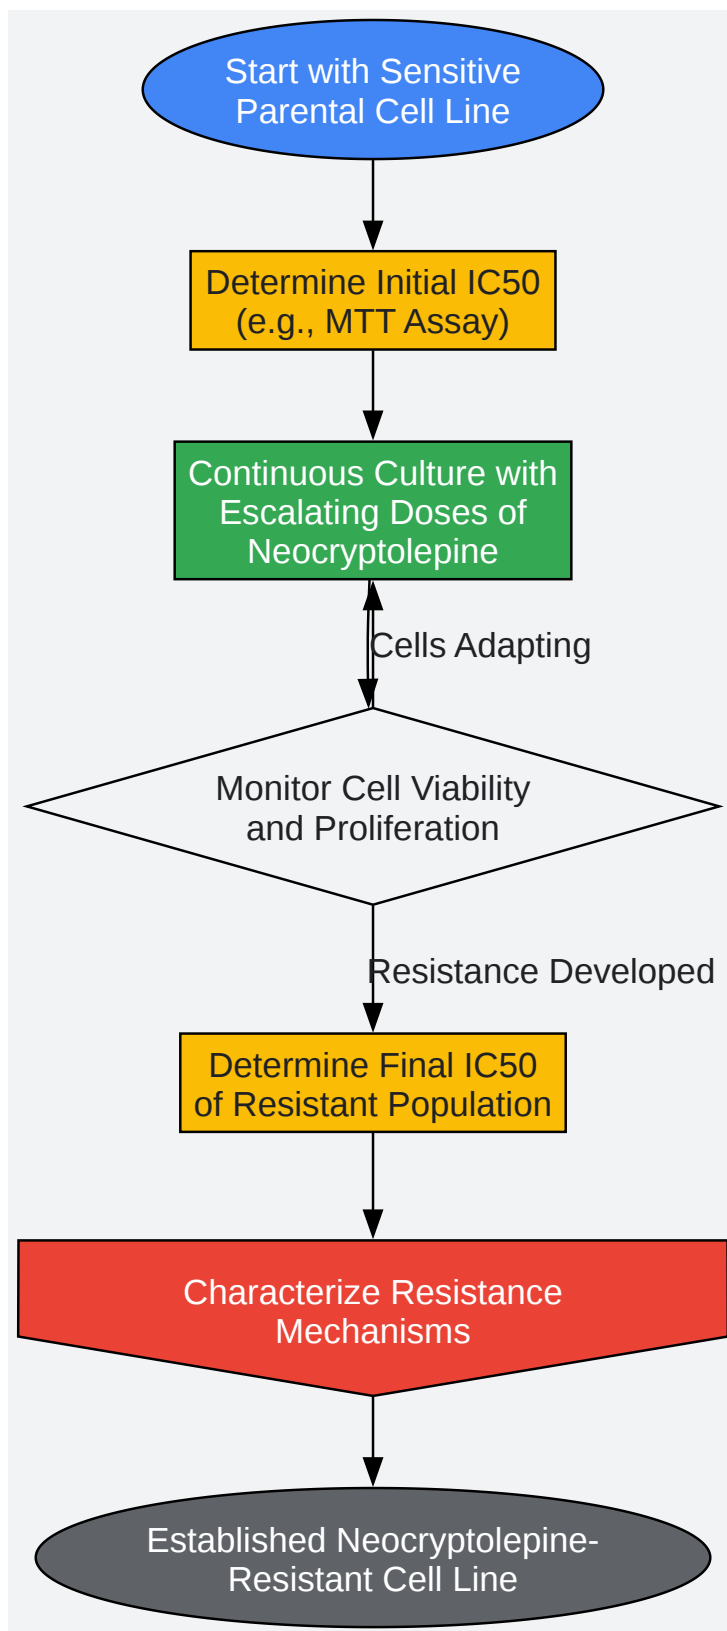 Start with Sensitive
Parental Cell Line
Determine Initial IC50
(e.g., MTT Assay)
Continuous Culture with
Escalating Doses of
Neocryptolepine
Cells Adapting
Monitor Cell Viability
and Proliferation
Resistance Developed
Determine Final IC50
of Resistant Population
Characterize Resistance
Mechanisms
Established Neocryptolepine-
Resistant Cell Line